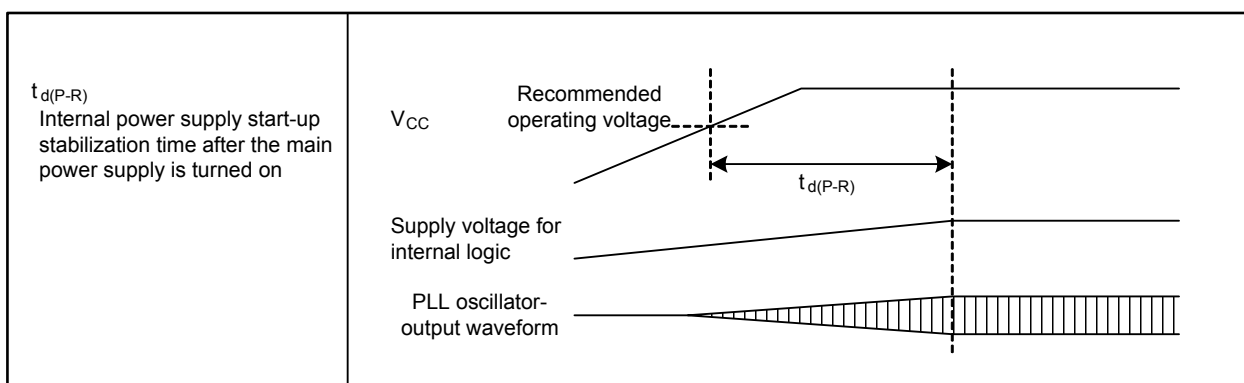 td(P-R)
Internal power supply start-up
stabilization time after the main
power supply is turned on
VCC
Recommended
operating voltage
td(P-R)
Supply voltage for
internal logic
PLL oscillator-
output waveform